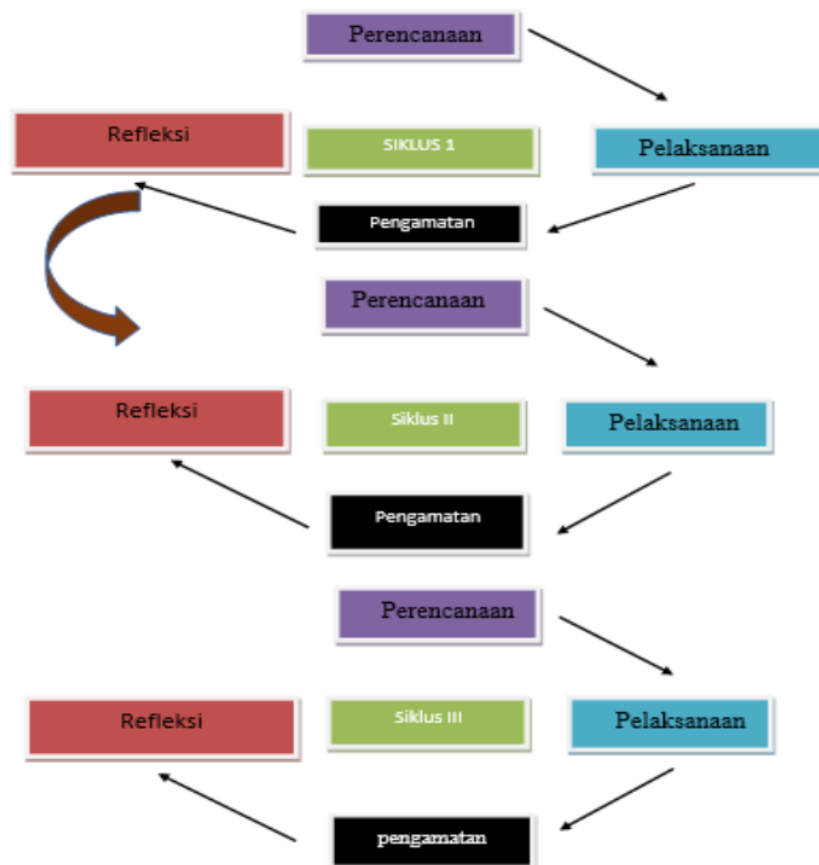 Perencanaan
Refleksi
SIKLUS 1
Pelaksanaan
Pengamatan
Perencanaan
Refleksi
Siklus II
Pelaksanaan
Pengamatan
Perencanaan
Refleksi
Siklus III
Pelaksanaan
pengamatan